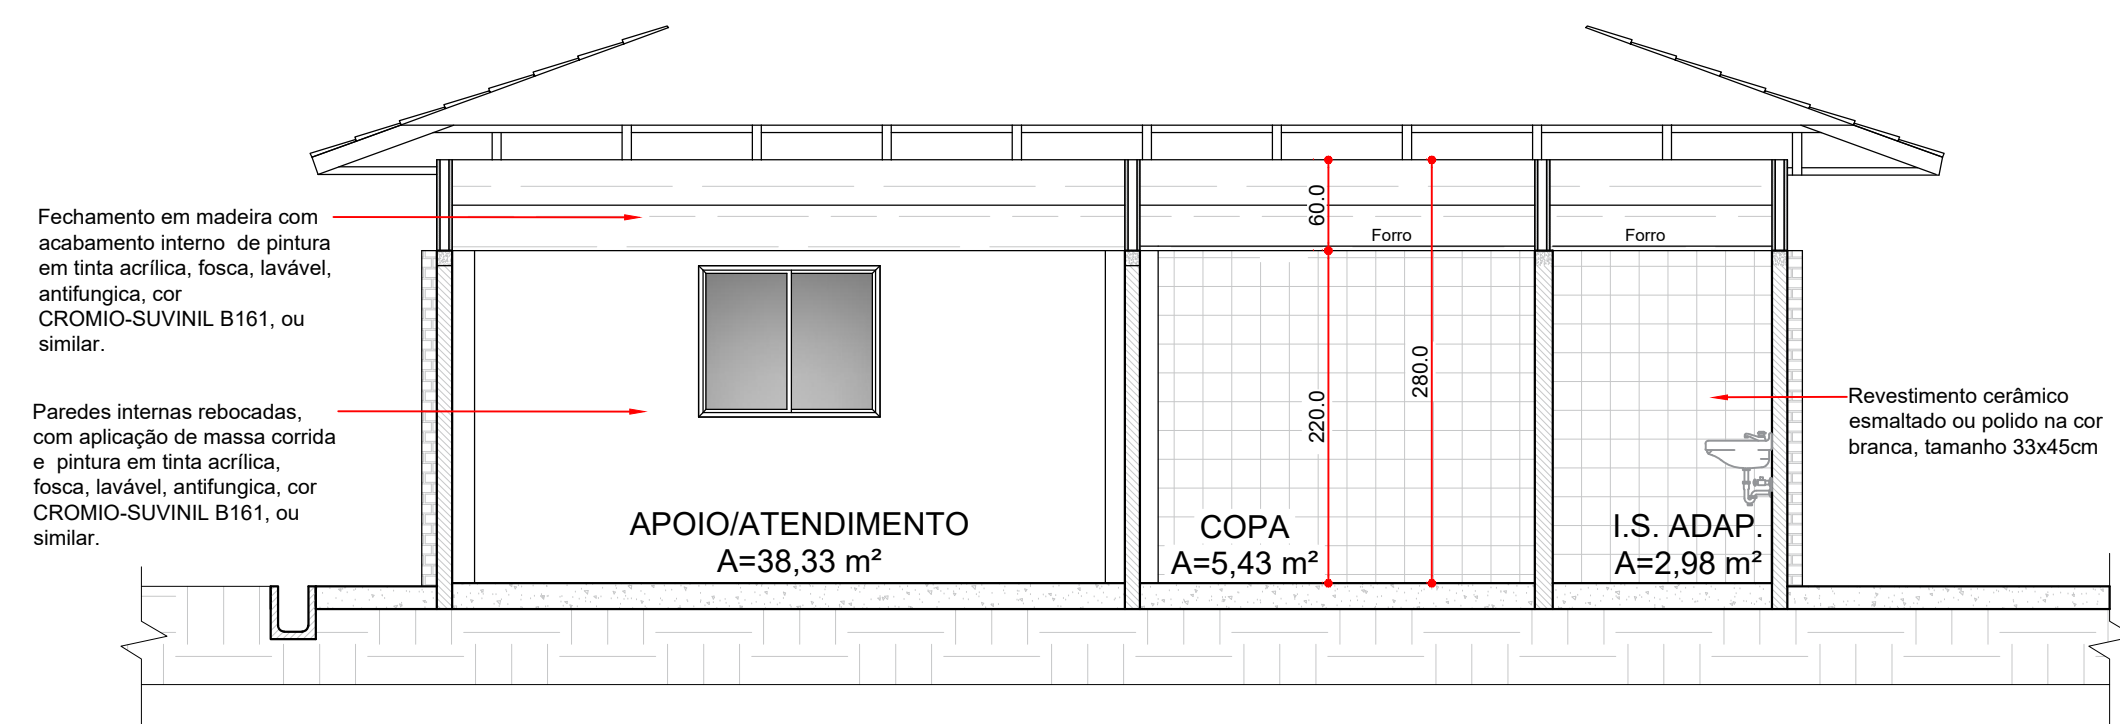 Fechamento em madeira com
acabamento interno de pintura
em tinta acrílica, fosca, lavável,
antifungica, cor
CROMIO-SUVINIL B161, ou
similar.
Paredes internas rebocadas,
com aplicação de massa corrida
e pintura em tinta acrílica,
fosca, lavável, antifungica, cor
CROMIO-SUVINIL B161, ou
similar.
APOIO/ATENDIMENTO
A=38,33 m²
60.0
Forro
220.0
280.0
COPA
A=5,43 m²
Forro
I.S. ADAP.
A=2,98 m²
Revestimento cerâmico
esmaltado ou polido na cor
branca, tamanho 33x45cm